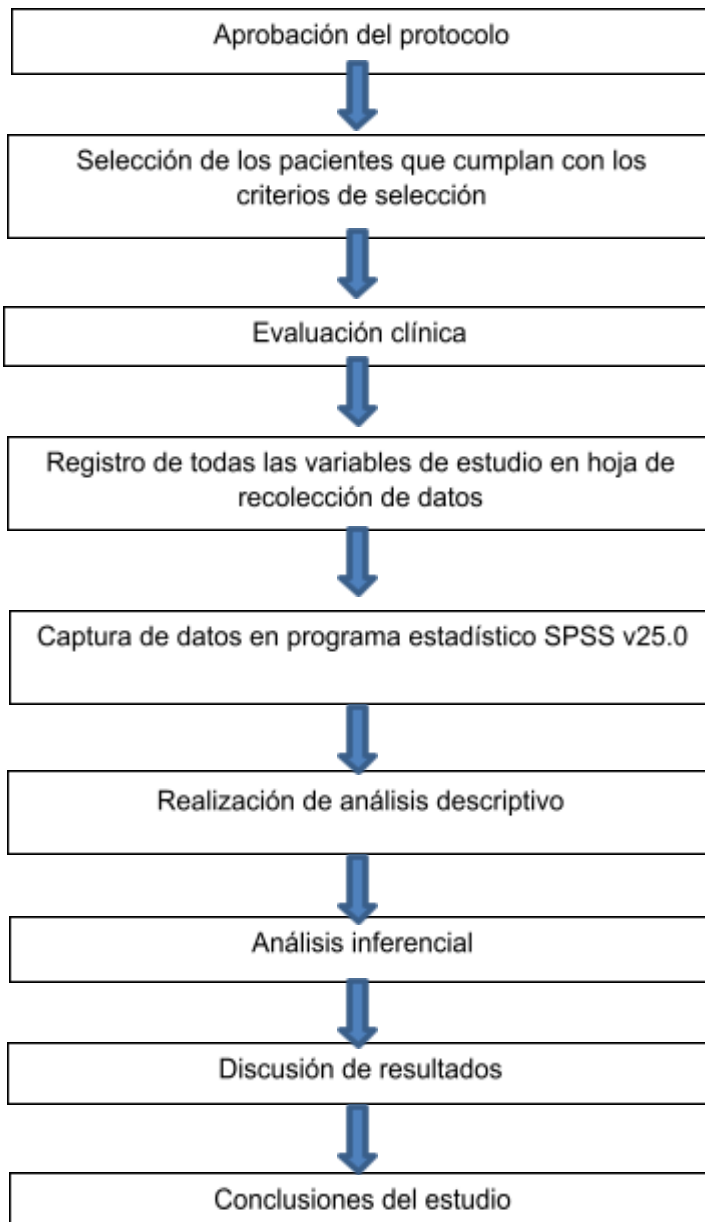 Aprobación del protocolo
Selección de los pacientes que cumplan con los
criterios de selección
Evaluación clínica
Registro de todas las variables de estudio en hoja de
recolección de datos
Captura de datos en programa estadístico SPSS v25.0
Realización de análisis descriptivo
Análisis inferencial
Discusión de resultados
Conclusiones del estudio